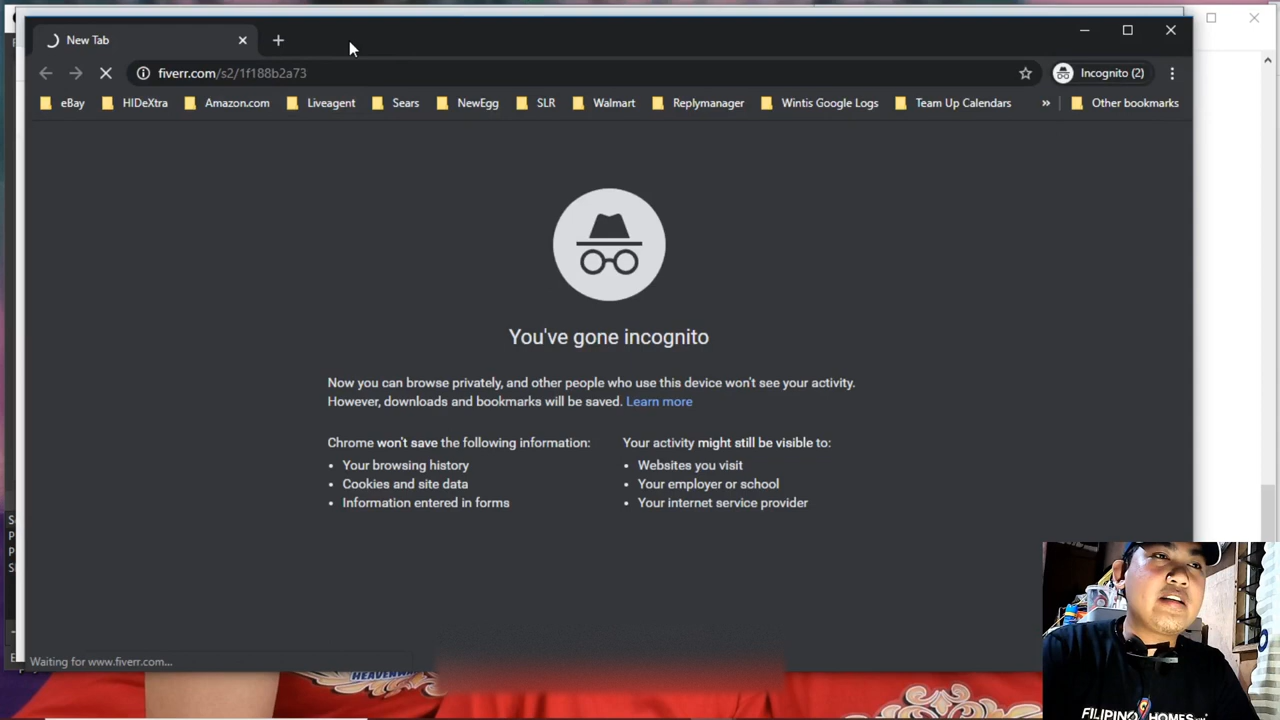 New Tab
fiverr.com/s2/1f188b2a73
Incognito (2)
eBay HIDeXtra Amazon.com Liveagent Sears NewEgg SLR Walmart Replymanager Wintis Google Logs Team Up Calendars » Other bookmarks
You've gone incognito
Now you can browse privately, and other people who use this device won't see your activity.
However, downloads and bookmarks will be saved. Learn more
Chrome won't save the following information:
• Your browsing history
• Cookies and site data
• Information entered in forms
Your activity might still be visible to:
• Websites you visit
• Your employer or school
• Your internet service provider
Waiting for www.fiverr.com...
FILIPINO HOMES